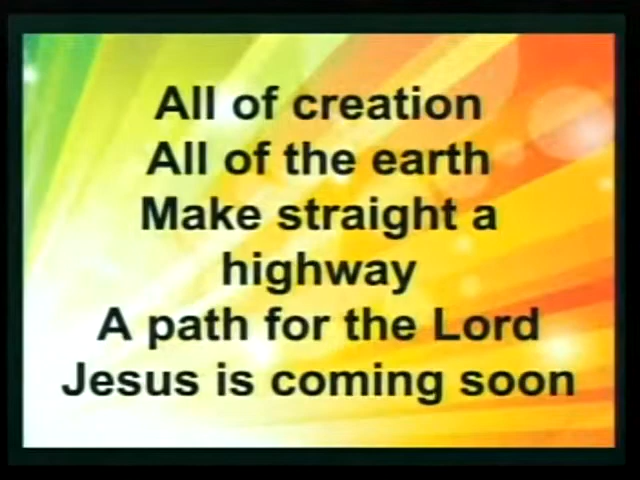 All of creation
All of the earth
Make straight a
highway
A path for the Lord
Jesus is coming soon